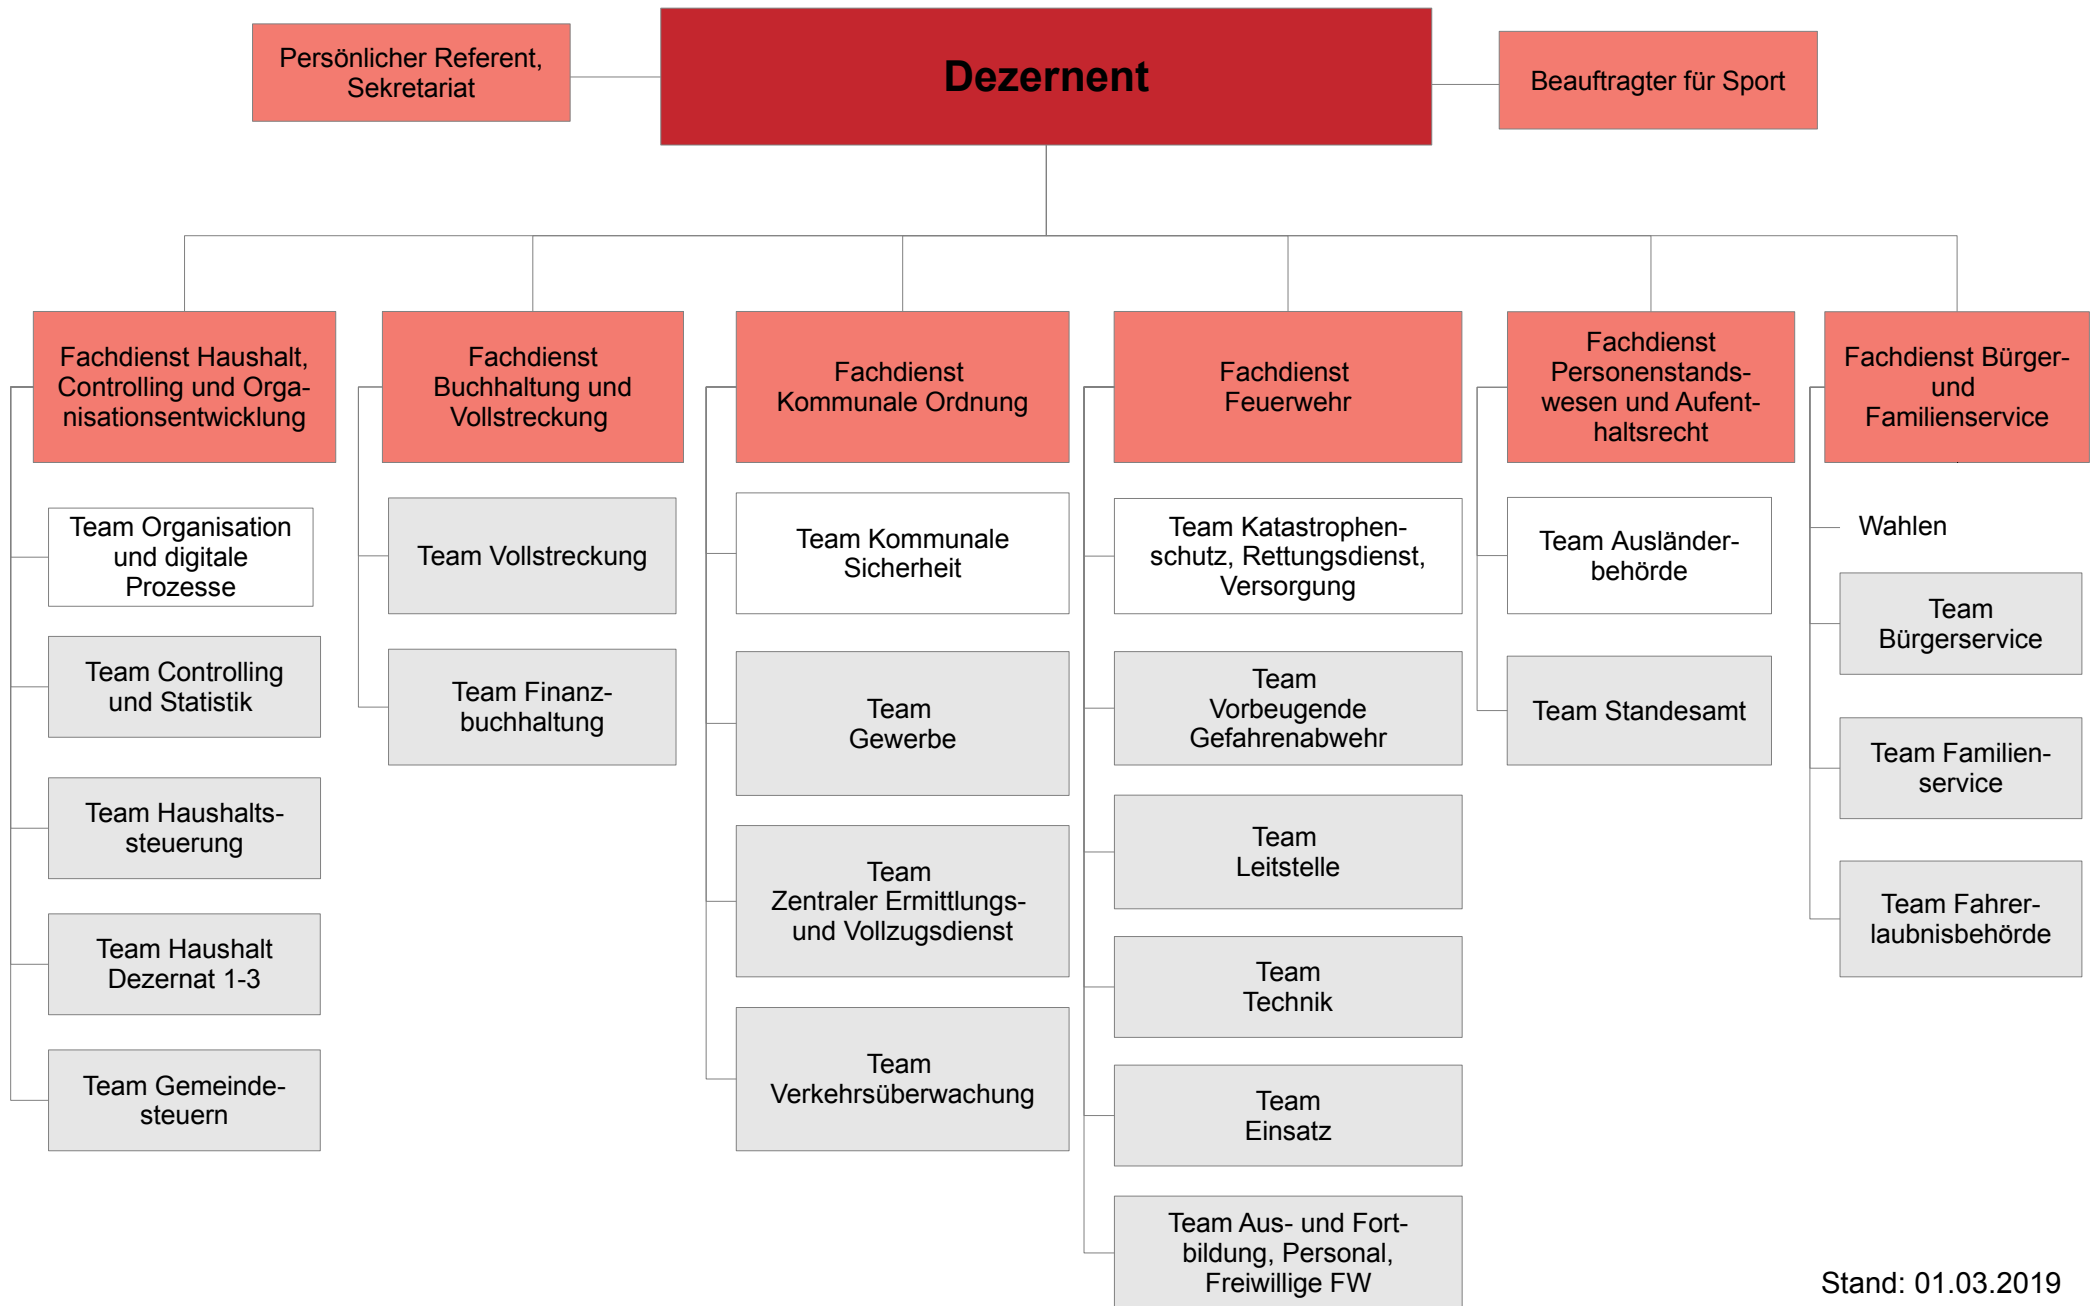 Persönlicher Referent,
Sekretariat
Dezernent
Beauftragter für Sport
Fachdienst Haushalt,
Controlling und Orga-
nisationsentwicklung
Team Organisation
und digitale
Prozesse
Team Controlling
und Statistik
Team Haushalts-
steuerung
Team Haushalt
Dezernat 1-3
Team Gemeinde-
steuern
Fachdienst
Buchhaltung und
Vollstreckung
Team Vollstreckung
Team Finanz-
buchhaltung
Fachdienst
Kommunale Ordnung
Team Kommunale
Sicherheit
Team
Gewerbe
Team
Zentraler Ermittlungs-
und Vollzugsdienst
Team
Verkehrsüberwachung
Fachdienst
Feuerwehr
Team Katastrophen-
schutz, Rettungsdienst,
Versorgung
Team
Vorbeugende
Gefahrenabwehr
Team
Leitstelle
Team
Technik
Team
Einsatz
Team Aus- und Fort-
bildung, Personal,
Freiwillige FW
Fachdienst
Personenstands-
wesen und Aufent-
haltsrecht
Team Ausländer-
behörde
Team Standesamt
Fachdienst Bürger-
und
Familienservice
Wahlen
Team
Bürgerservice
Team Familien-
service
Team Fahrer-
laubnisbehörde
Stand: 01.03.2019